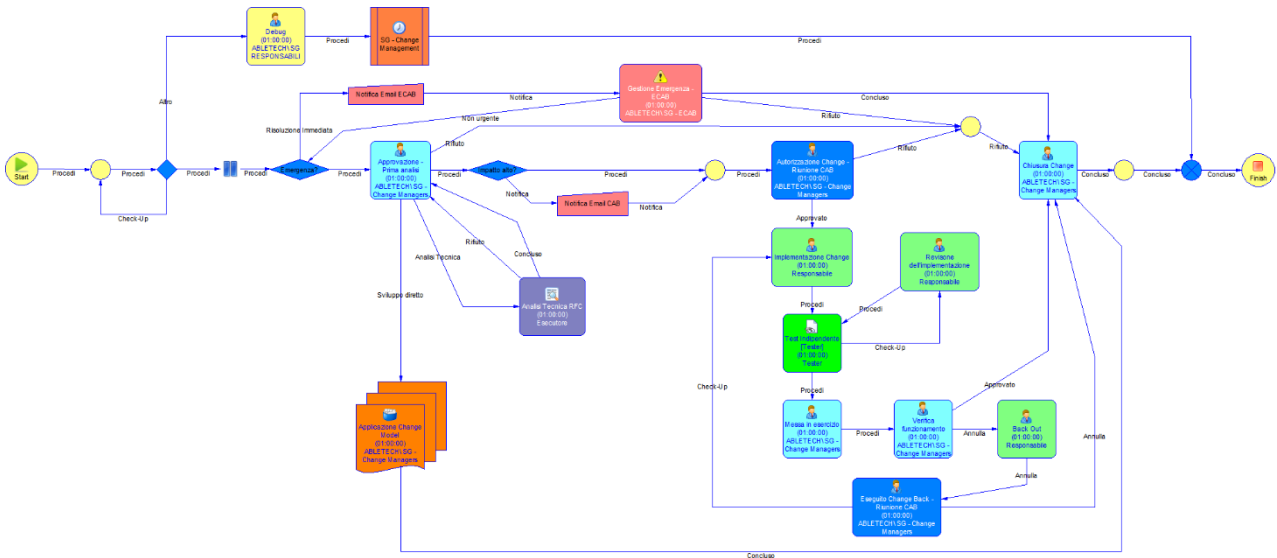 Debug
(01:00:00)
ABLETECH\SG
RESPONSABILI
Procedi
SG - Change
Management
Procedi
Altro
Notifica Email ECAB
Notifica
Gestione Emergenza -
ECAB
(01:00:00)
ABLETECH\SG - ECAB
Concluso
Non urgente
Rifiuto
Risoluzione Immediata
Rifiuto
Rifiuto
Rifiuto
Start
Procedi
Procedi
Procedi
Procedi
Emergenza?
Procedi
Approvazione -
Prima analisi
(01:00:00)
ABLETECH\SG -
Change Managers
Procedi
Impatto alto?
Procedi
Procedi
Autorizzazione Change -
Riunione CAB
(01:00:00)
ABLETECH\SG - Change
Managers
Chiusura Change
(01:00:00)
ABLETECH\SG -
Change Managers
Concluso
Concluso
Concluso
Finish
Check-Up
Notifica
Notifica Email CAB
Notifica
Approvato
Rifiuto
Concluso
Analisi Tecnica
Implementazione Change
(01:00:00)
Responsabile
Revisone
dell'implementazione
(01:00:00)
Responsabile
Sviluppo diretto
Analisi Tecnica RFC
(01:00:00)
Esecutore
Procedi
Procedi
Test Indipendente
[Tester]
(01:00:00)
Tester
Check-Up
Check-Up
Procedi
Approvato
Applicazione Change
Model
(01:00:00)
ABLETECH\SG -
Change Managers
Messa in esercizio
(01:00:00)
ABLETECH\SG -
Change Managers
Procedi
Verifica
funzionamento
(01:00:00)
ABLETECH\SG -
Change Managers
Annulla
Back Out
(01:00:00)
Responsabile
Annulla
Annulla
Eseguito Change Back -
Riunione CAB
(01:00:00)
ABLETECH\SG - Change
Managers
Concluso